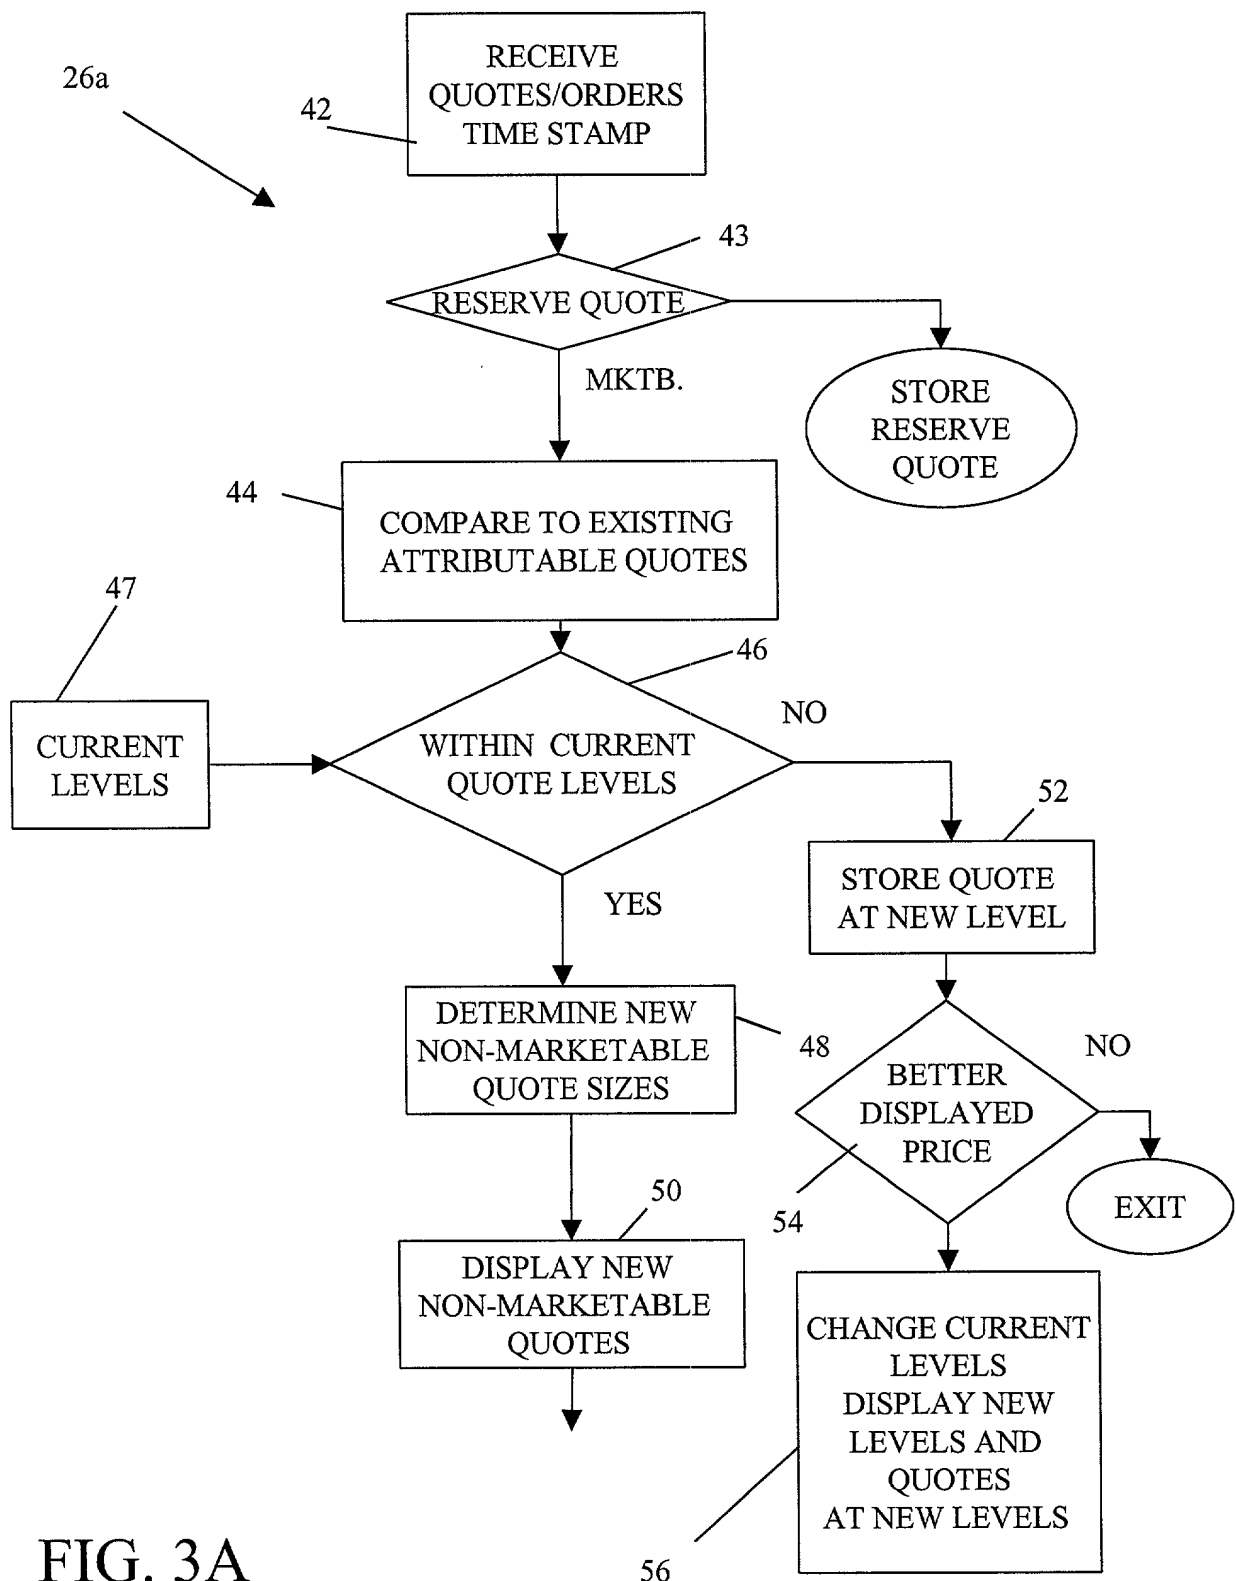 RECEIVE
QUOTES/ORDERS
TIME STAMP
26a
42
43
RESERVE QUOTE
MKTB.
STORE
RESERVE
QUOTE
44
COMPARE TO EXISTING
ATTRIBUTABLE QUOTES
47
46
NO
CURRENT
LEVELS
WITHIN CURRENT
QUOTE LEVELS
52
YES
STORE QUOTE
AT NEW LEVEL
DETERMINE NEW
NON-MARKETABLE
QUOTE SIZES
48
NO
BETTER
DISPLAYED
PRICE
50
54
EXIT
DISPLAY NEW
NON-MARKETABLE
QUOTES
CHANGE CURRENT
LEVELS
DISPLAY NEW
LEVELS AND
QUOTES
AT NEW LEVELS
FIG. 3A
56